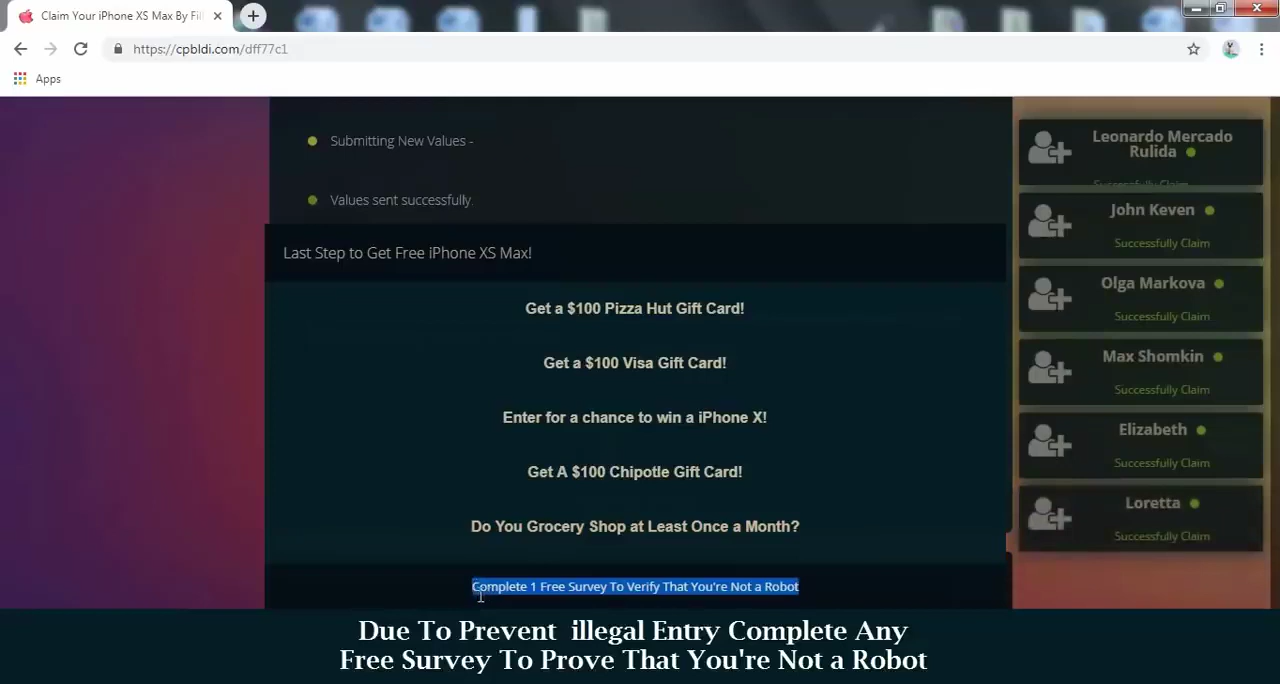 Claim Your iPhone XS Max By Fil
https://cpbldi.com/dff77c1
Apps
Submitting New Values -
Values sent successfully.
Last Step to Get Free iPhone XS Max!
Get a $100 Pizza Hut Gift Card!
Get a $100 Visa Gift Card!
Enter for a chance to win a iPhone X!
Get A $100 Chipotle Gift Card!
Do You Grocery Shop at Least Once a Month?
Complete 1 Free Survey To Verify That You're Not a Robot
Leonardo Mercado
Rulida
Successfully Claim
John Keven
Successfully Claim
Olga Markova
Successfully Claim
Max Shomkin
Successfully Claim
Elizabeth
Successfully Claim
Loretta
Successfully Claim
Due To Prevent illegal Entry Complete Any
Free Survey To Prove That You're Not a Robot